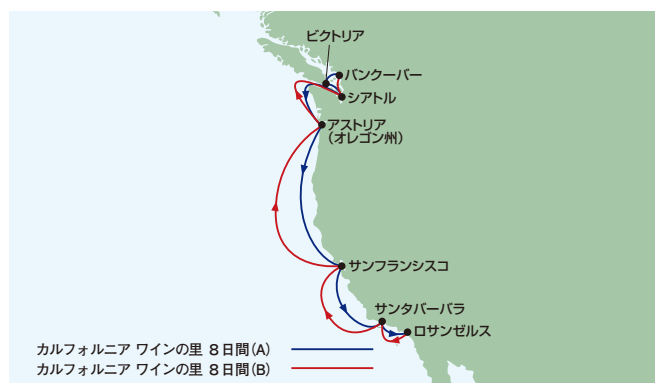 ビクトリア
バンクーバー
シアトル
アストリア
（オレゴン州）
サンフランシスコ
サンタバーバラ
ロサンゼルス
カルフォルニア ワインの里 8日間(A)
カルフォルニア ワインの里 8日間(B)